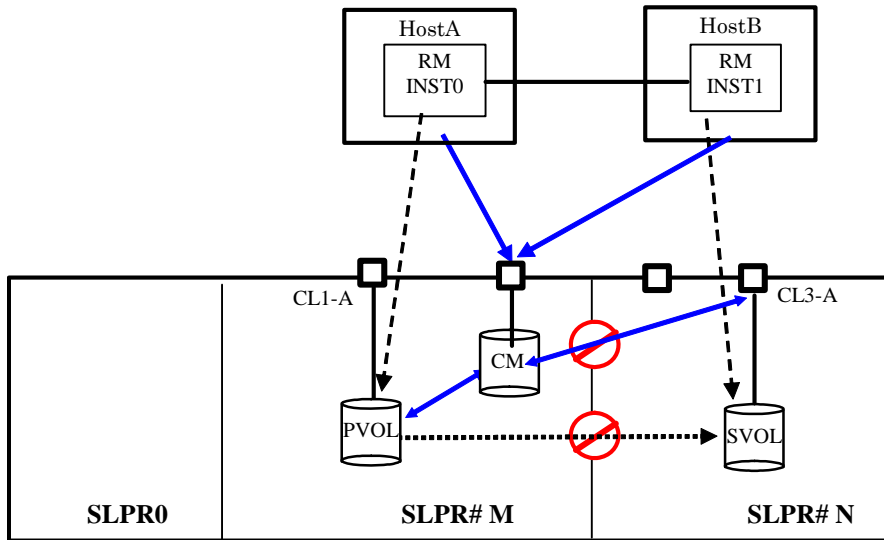 HostA
RM
INST0
HostB
RM
INST1
CL1-A
CL3-A
CM
PVOL
SVOL
SLPR0
SLPR# M
SLPR# N